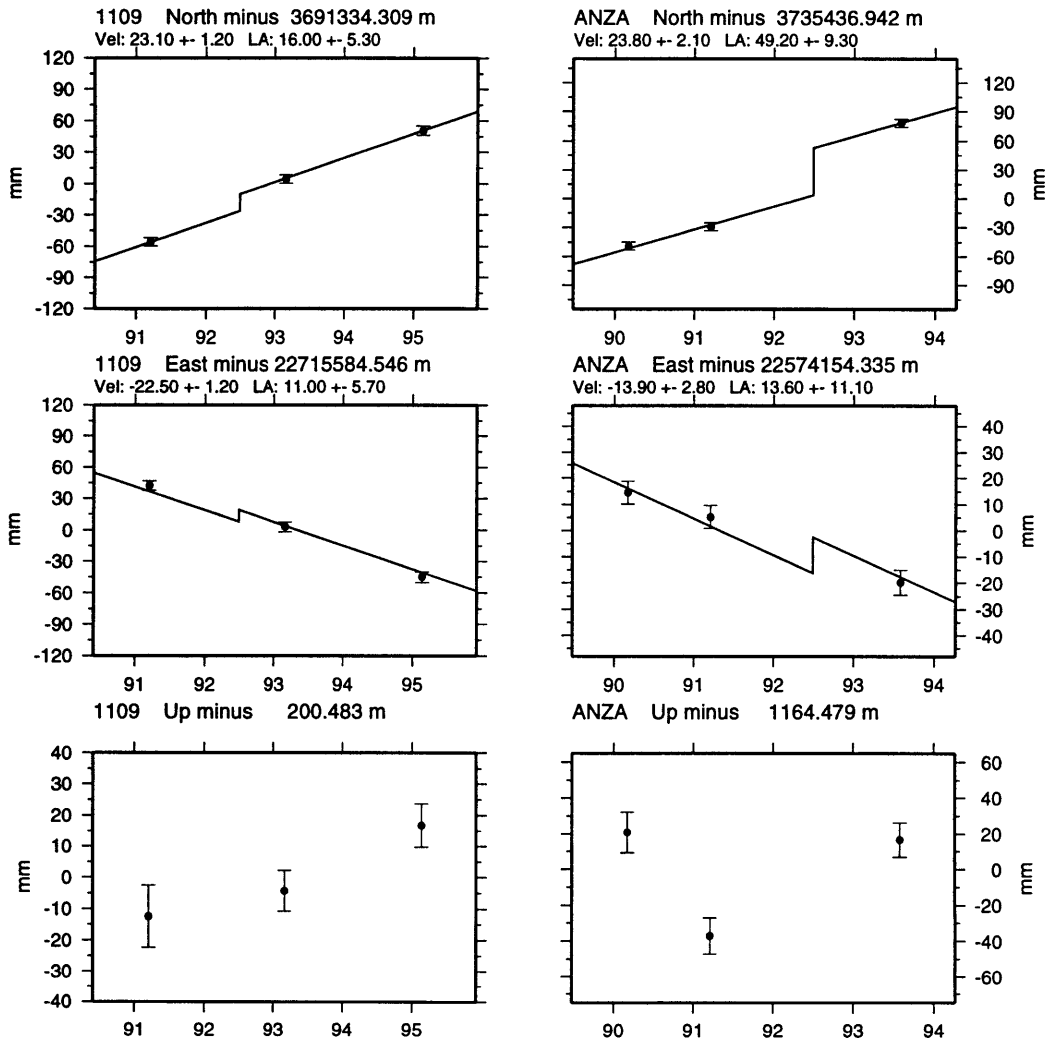 1109 North minus 3691334.309 m
Vel: 23.10 +- 1.20 LA: 16.00 +- 5.30
120
90
60
30
0
-30
-60
-90
-120
mm
91 92 93 94 95
ANZA North minus 3735436.942 m
Vel: 23.80 +- 2.10 LA: 49.20 +- 9.30
120
90
60
30
0
-30
-60
-90
mm
90 91 92 93 94
1109 East minus 22715584.546 m
Vel: -22.50 +- 1.20 LA: 11.00 +- 5.70
120
90
60
30
0
-30
-60
-90
-120
mm
91 92 93 94 95
ANZA East minus 22574154.335 m
Vel: -13.90 +- 2.80 LA: 13.60 +- 11.10
40
30
20
10
0
-10
-20
-30
-40
mm
90 91 92 93 94
1109 Up minus 200.483 m
40
30
20
10
0
-10
-20
-30
-40
mm
91 92 93 94 95
ANZA Up minus 1164.479 m
60
40
20
0
-20
-40
-60
mm
90 91 92 93 94